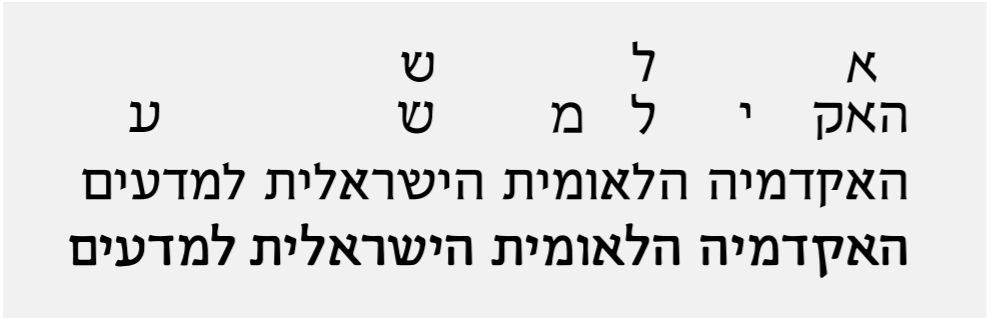 א ל ש
האק י ל מ ש ע
האקדמיה הלאומית הישראלית למדעים
האקדמיה הלאומית הישראלית למדעים